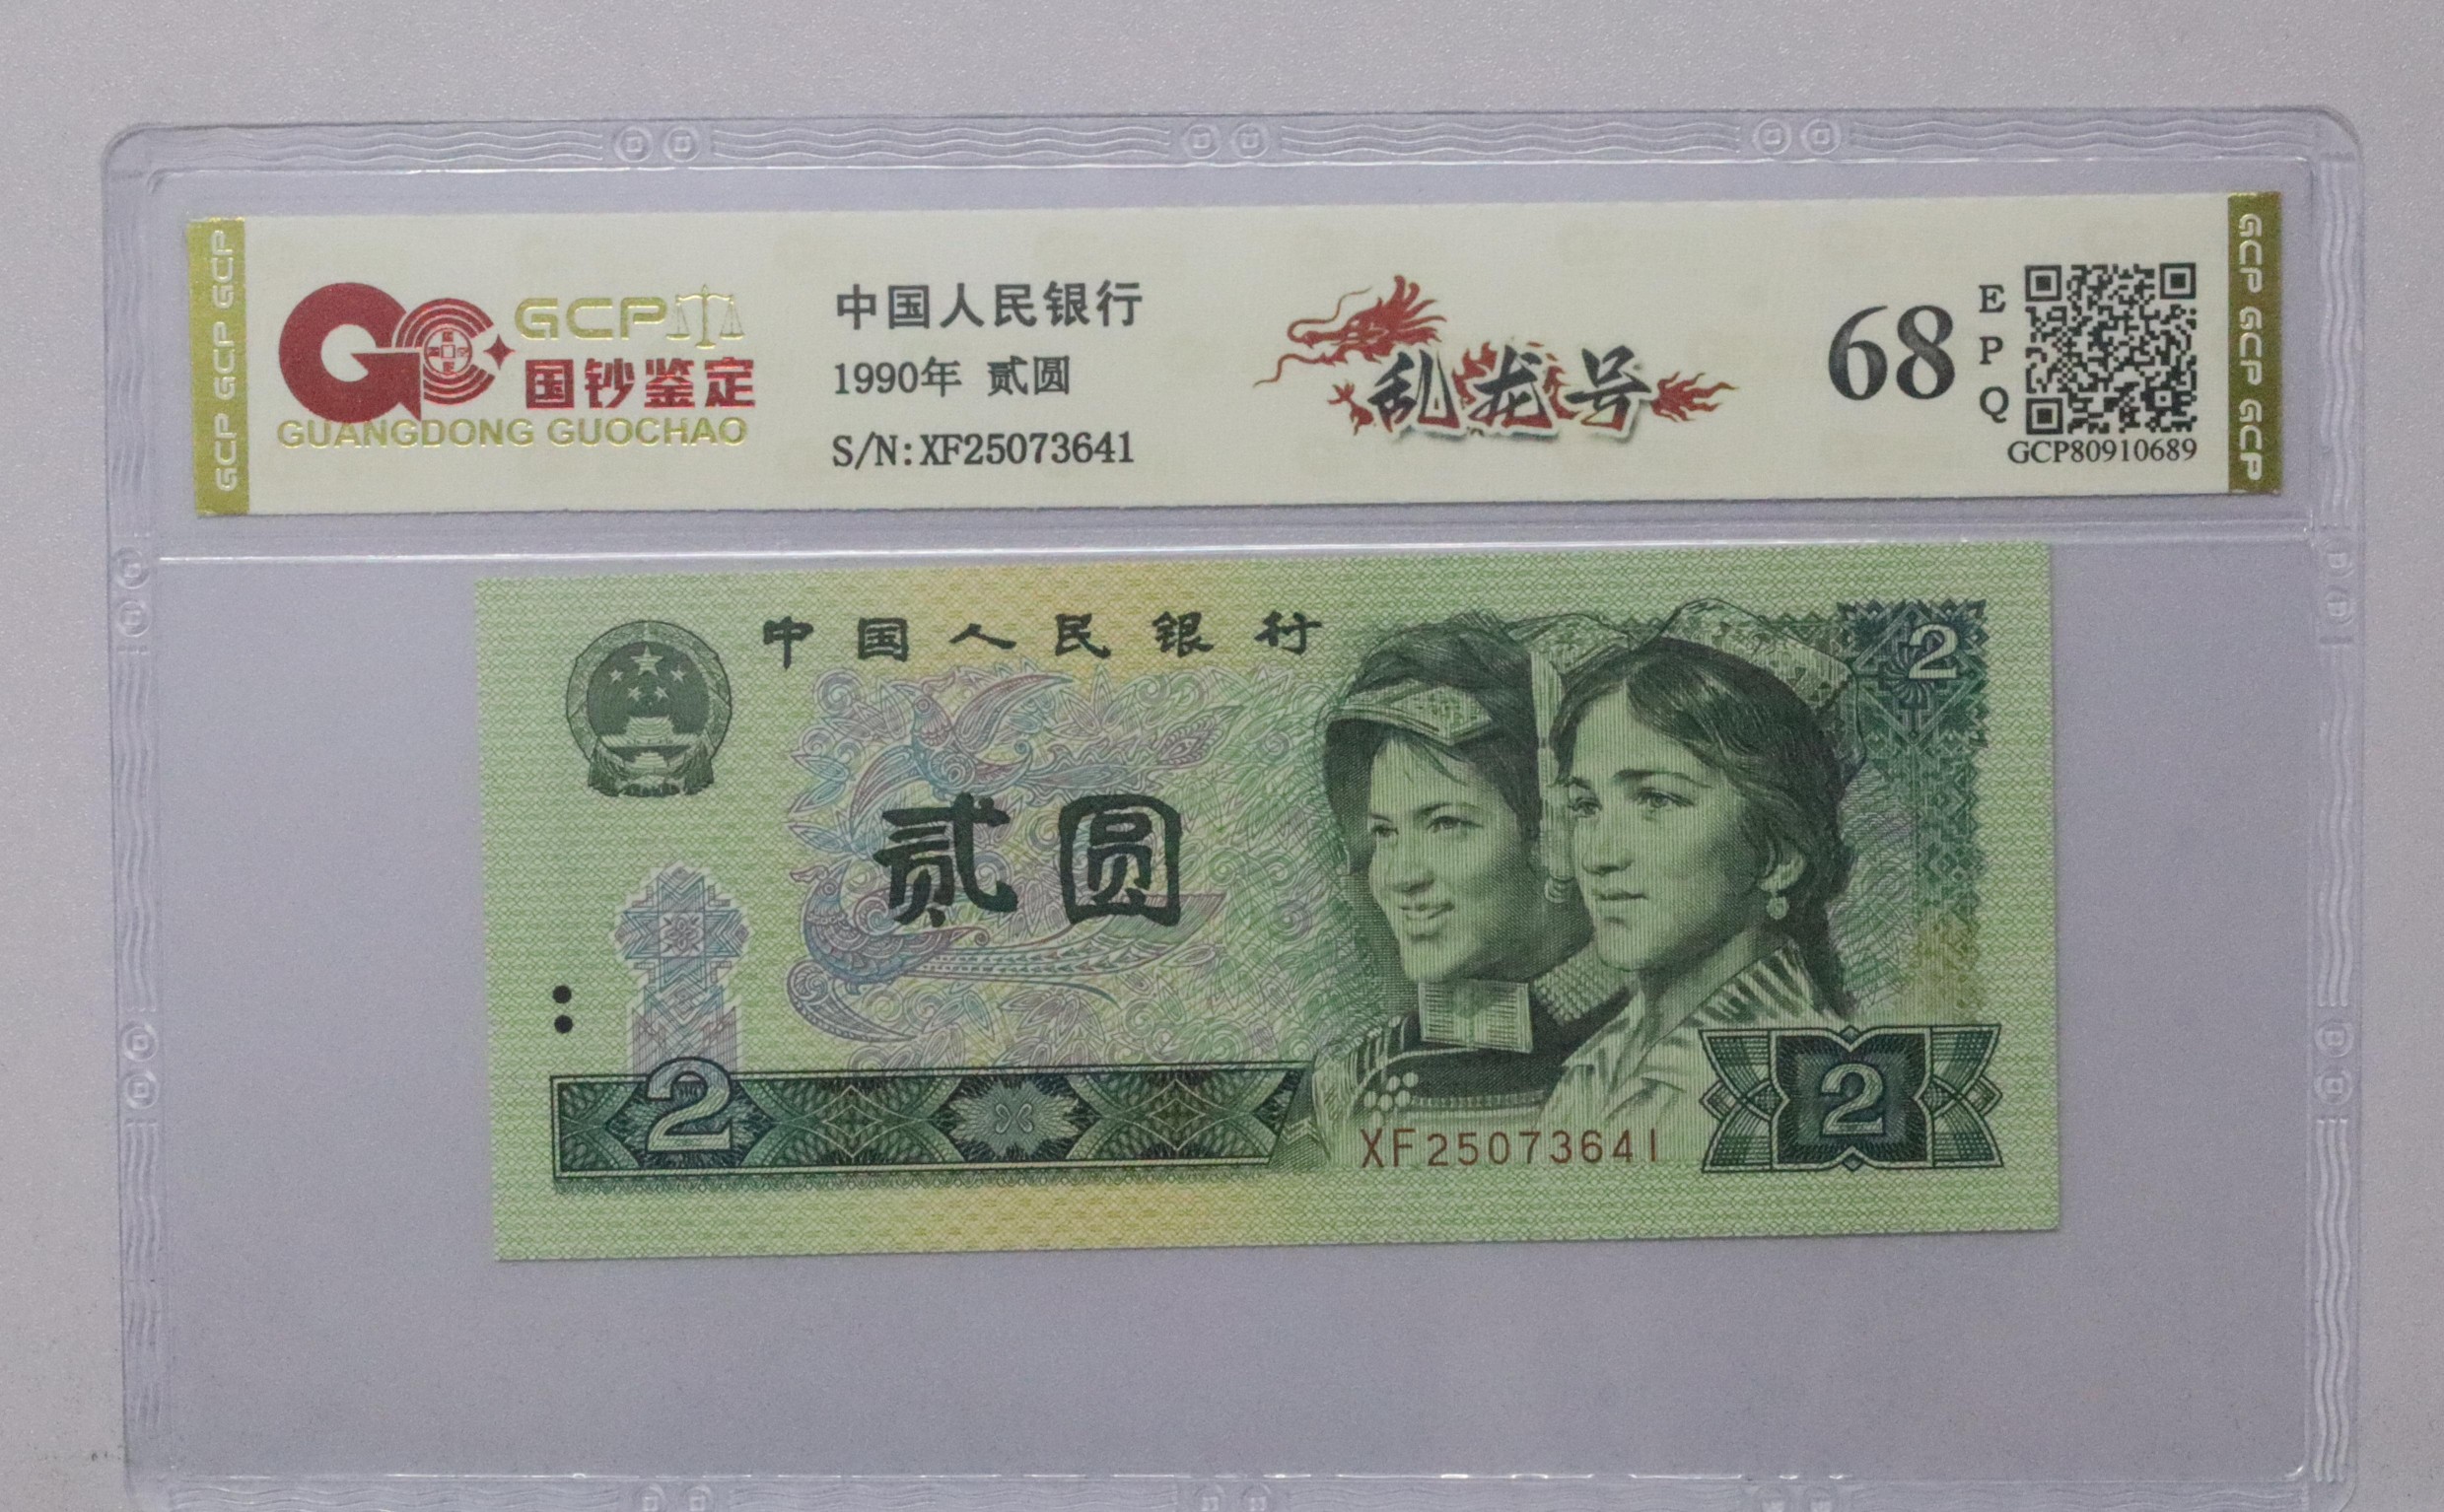 GCP GCP GCP
GCP
国钞鉴定
GUANGDONG GUOCHAO
中国人民银行
1990年 贰圆
S/N:XF25073641
乱龙号
68
E
P
Q
GCP80910689
GCP GCP GCP
中国人民银行
2
贰圆
2
XF25073641
2